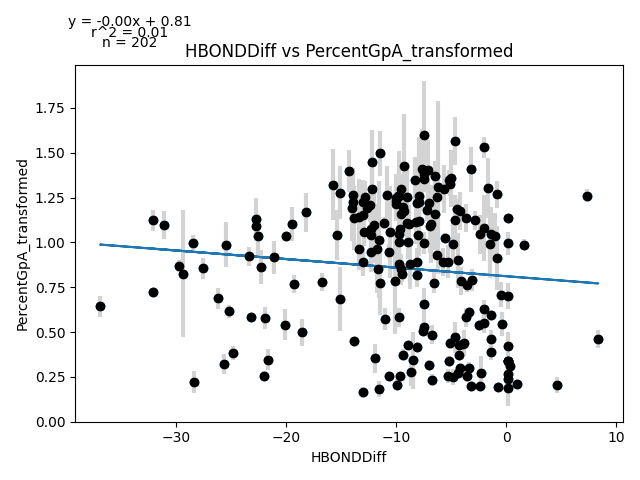 y = -0.00x + 0.81
r^2 = 0.01
n = 202
HBONDDiff vs PercentGpA_transformed
PercentGpA_transformed
1.75
1.50
1.25
1.00
0.75
0.50
0.25
0.00
−30
−20
−10
0
10
HBONDDiff